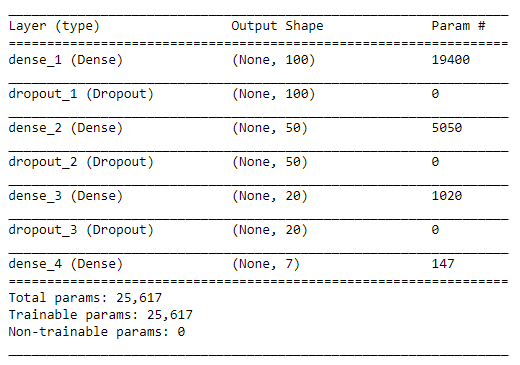 Layer (type)                 Output Shape              Param #
=================================================================
dense_1 (Dense)              (None, 100)               19400
_________________________________________________________________
dropout_1 (Dropout)          (None, 100)               0
_________________________________________________________________
dense_2 (Dense)              (None, 50)                5050
_________________________________________________________________
dropout_2 (Dropout)          (None, 50)                0
_________________________________________________________________
dense_3 (Dense)              (None, 20)                1020
_________________________________________________________________
dropout_3 (Dropout)          (None, 20)                0
_________________________________________________________________
dense_4 (Dense)              (None, 7)                 147
=================================================================
Total params: 25,617
Trainable params: 25,617
Non-trainable params: 0
_________________________________________________________________